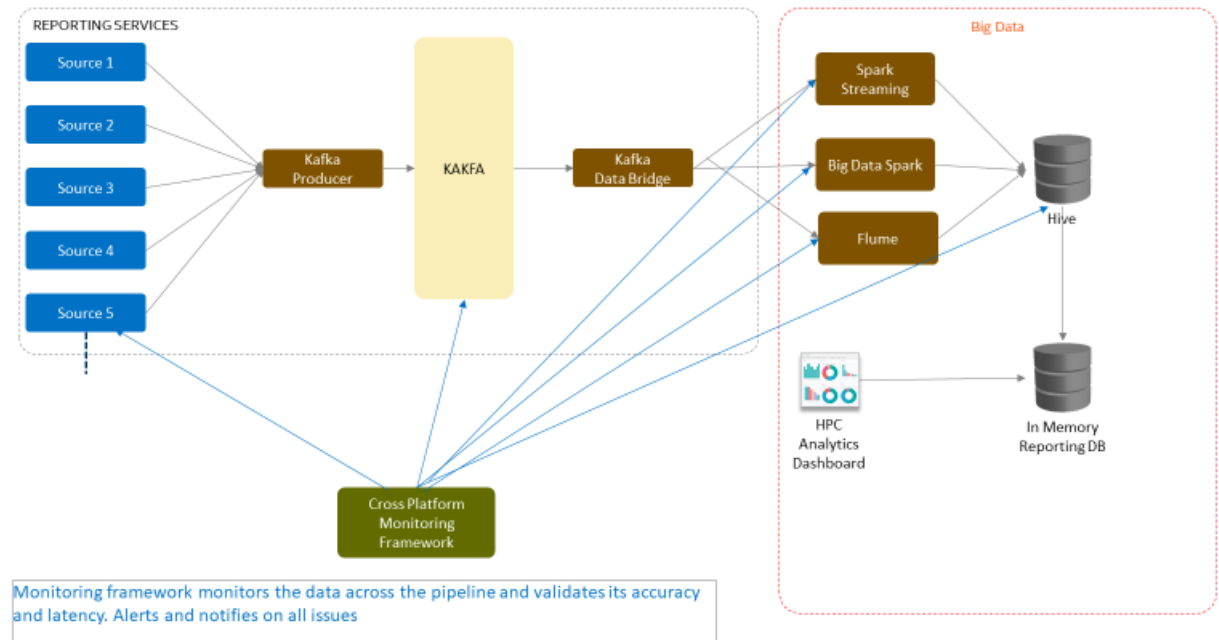 REPORTING SERVICES
Big Data
Source 1
Source 2
Source 3
Source 4
Source 5
Kafka
Producer
KAKFA
Kafka
Data Bridge
Spark
Streaming
Big Data Spark
Flume
Hive
HPC
Analytics
Dashboard
In Memory
Reporting DB
Cross Platform
Monitoring
Framework
Monitoring framework monitors the data across the pipeline and validates its accuracy
and latency. Alerts and notifies on all issues